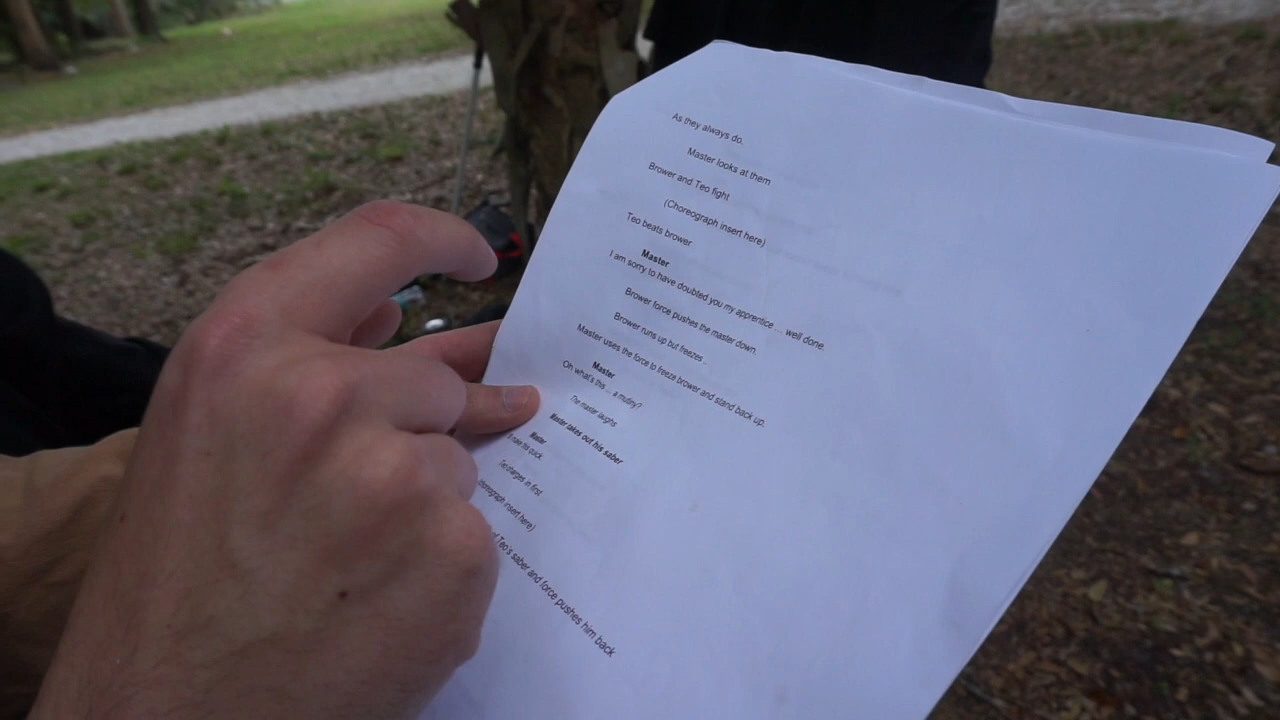 As they always do.
Master looks at them
Brower and Teo fight
(Choreograph insert here)
Teo beats brower
Master
I am sorry to have doubted you my apprentice ... well done.
Brower force pushes the master down.
Brower runs up but freezes
Master uses the force to freeze brower and stand back up.
Master
Oh what's this ... a mutiny?
The master laughs
Master takes out his saber
Master
his
Teo charges in first
insert here)
of Teo's saber and force pushes him back